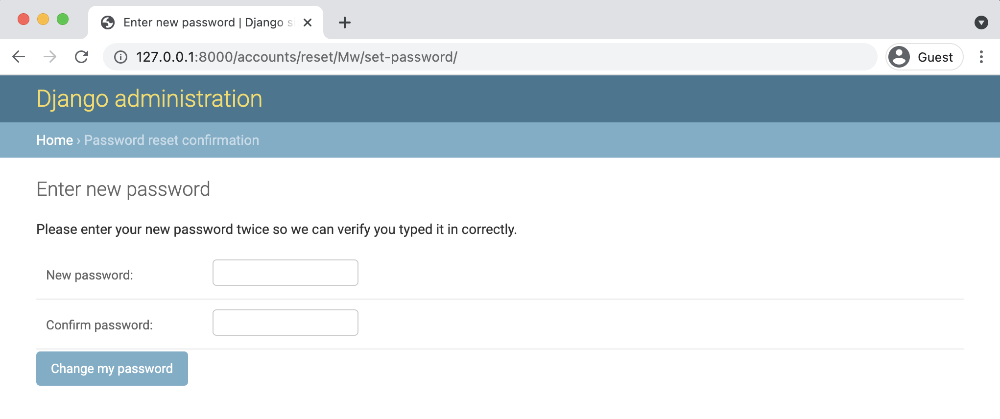 Enter new password | Django s
127.0.0.1:8000/accounts/reset/Mw/set-password/
Guest
Django administration
Home › Password reset confirmation
Enter new password
Please enter your new password twice so we can verify you typed it in correctly.
New password:
Confirm password:
Change my password